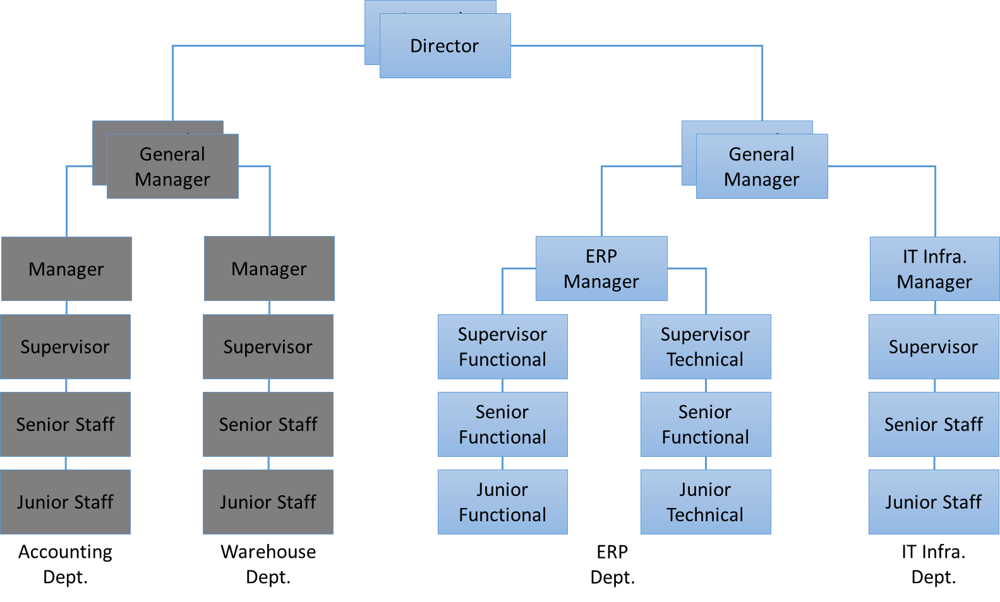 Director
General
Manager
General
Manager
Manager
Manager
ERP
Manager
IT Infra.
Manager
Supervisor
Supervisor
Supervisor
Functional
Supervisor
Technical
Supervisor
Senior Staff
Senior Staff
Senior
Functional
Senior
Functional
Senior Staff
Junior Staff
Junior Staff
Junior
Functional
Junior
Technical
Junior Staff
Accounting
Dept.
Warehouse
Dept.
ERP
Dept.
IT Infra.
Dept.